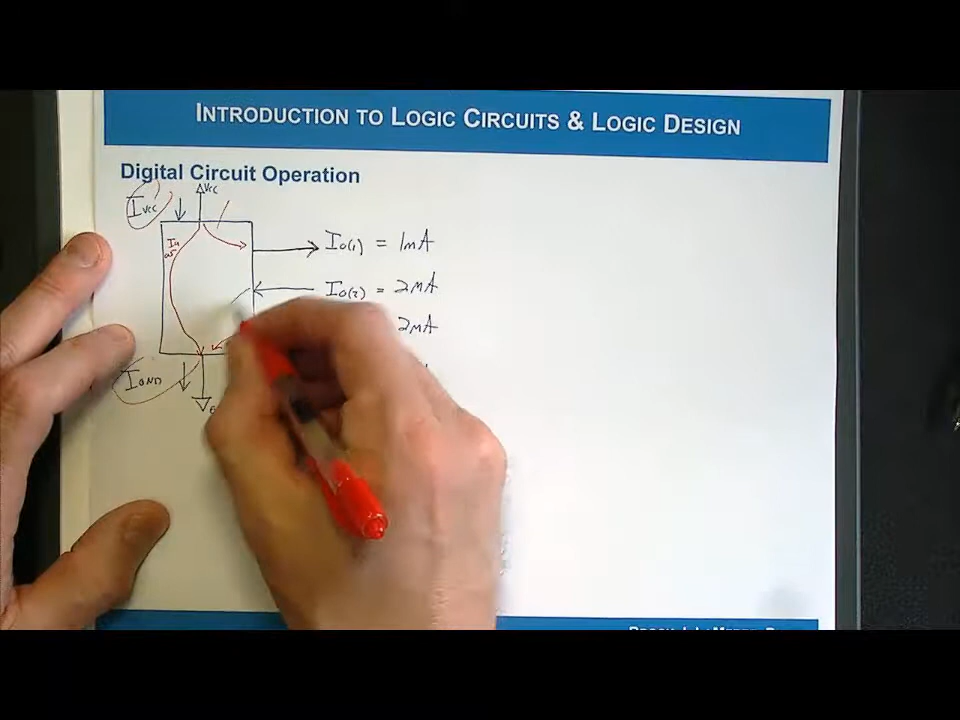 INTRODUCTION TO LOGIC CIRCUITS & LOGIC DESIGN
Digital Circuit Operation
VCC
IVCC
IO(1) = 1mA
IO(2) = 2mA
2mA
IGND